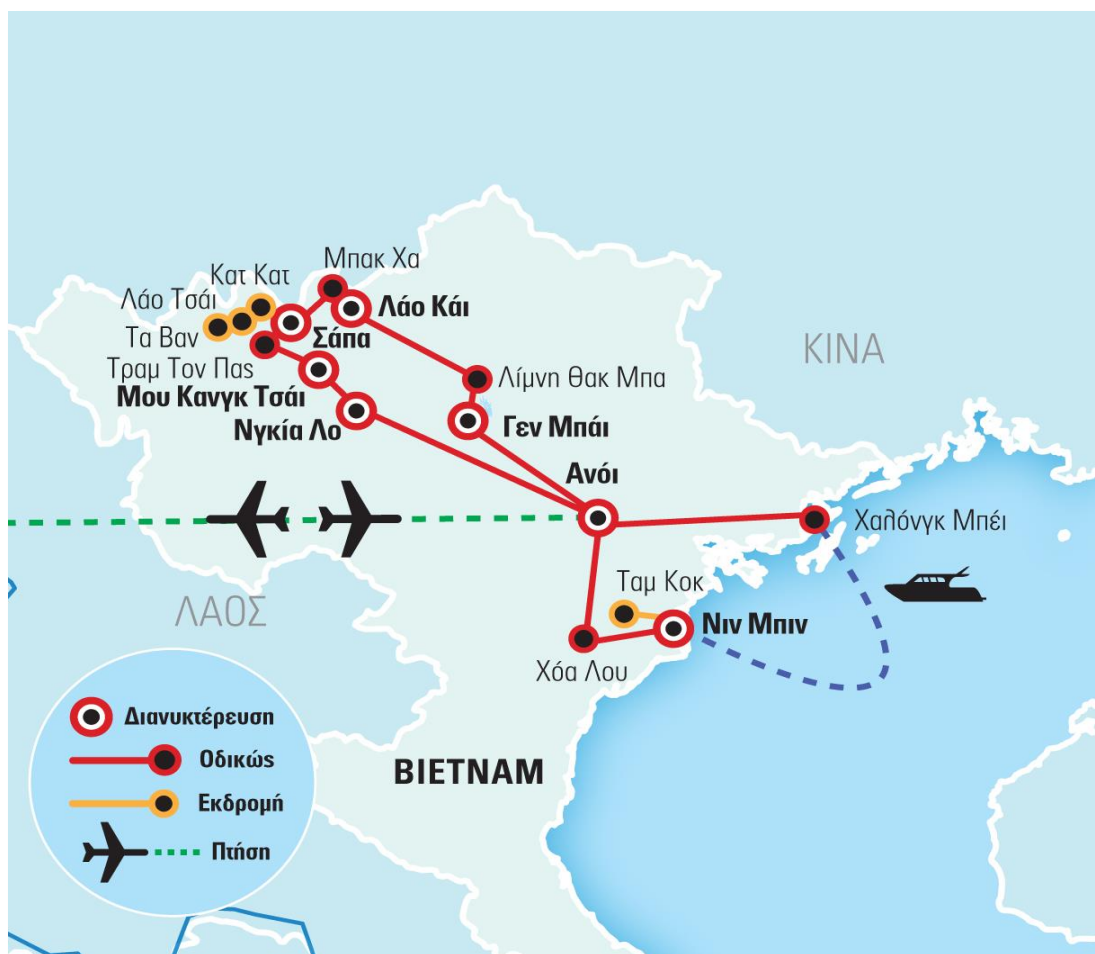 Μπακ Χα
Κατ Κατ
Λάο Τσάι
Λάο Κάι
Τα Βαν
Σάπα
ΚΙΝΑ
Τραμ Τον Πας
Λίμνη Θακ Μπα
Μου Κανγκ Τσάι
Νγκία Λο
Γεν Μπάι
Ανόι
Χαλόνγκ Μπέι
Ταμ Κοκ
ΛΑΟΣ
Νιν Μπιν
Χόα Λου
Διανυκτέρευση
Οδικώς
ΒΙΕΤΝΑΜ
Εκδρομή
Πτήση